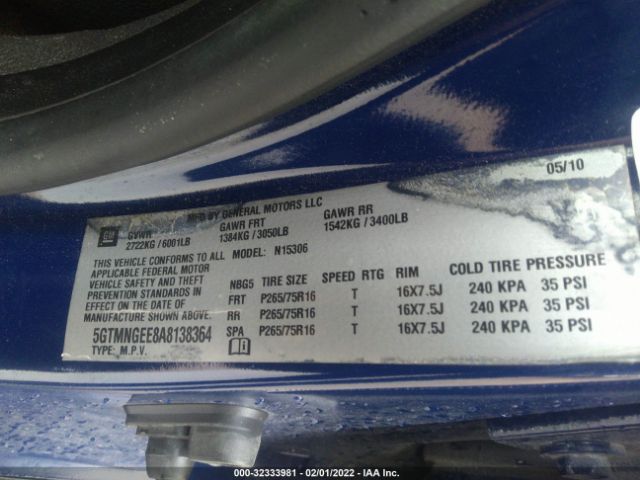 05/10
MFD BY GENERAL MOTORS LLC
GM GVWR GAWR FRT GAWR RR
2722KG / 6001LB 1384KG / 3050LB 1542KG / 3400LB
THIS VEHICLE CONFORMS TO ALL MODEL: N15306
APPLICABLE FEDERAL MOTOR
VEHICLE SAFETY AND THEFT NBG5 TIRE SIZE SPEED RTG RIM COLD TIRE PRESSURE
PREVENTION STANDARDS IN FRT P265/75R16 T 16X7.5J 240 KPA 35 PSI
EFFECT ON THE DATE OF RR P265/75R16 T 16X7.5J 240 KPA 35 PSI
MANUFACTURE SHOWN ABOVE. SPA P265/75R16 T 16X7.5J 240 KPA 35 PSI
5GTMNGEE8A8138364
TYPE: M.P.V.
000-32333981 - 02/01/2022 - IAA Inc.